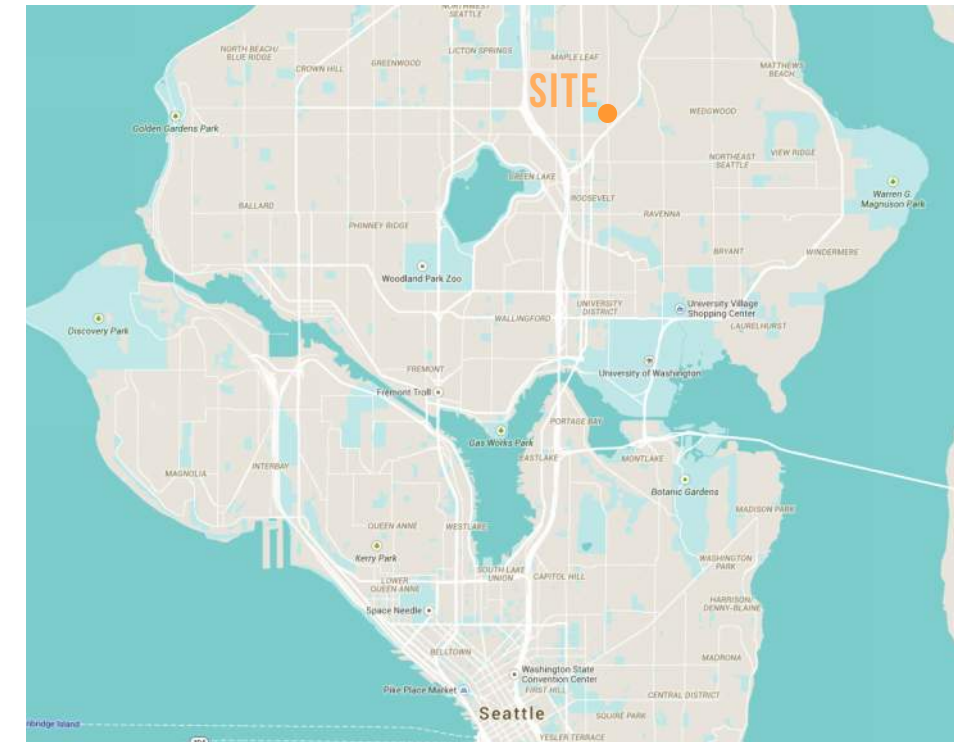 NORTHWEST
SEATTLE
NORTH BEACH/
BLUE RIDGE
LICTON SPRINGS
MAPLE LEAF
CROWN HILL
GREENWOOD
MATTHEWS
BEACH
SITE
WEDGWOOD
Golden Gardens Park
NORTHEAST
SEATTLE
VIEW RIDGE
GREEN LAKE
Warren G.
Magnuson Park
ROOSEVELT
BALLARD
RAVENNA
PHINNEY RIDGE
BRYANT
WINDERMERE
Woodland Park Zoo
UNIVERSITY
DISTRICT
University Village
Shopping Center
WALLINGFORD
LAURELHURST
Discovery Park
FREMONT
University of Washington
Fremont Troll
PORTAGE BAY
Gas Works Park
EASTLAKE
MONTLAKE
INTERBAY
MAGNOLIA
Botanic Gardens
MADISON PARK
QUEEN ANNE
WESTLAKE
Kerry Park
WASHINGTON
PARK
SOUTH LAKE
UNION
CAPITOL HILL
LOWER
QUEEN ANNE
HARRISON/
DENNY-BLAINE
Space Needle
BELLTOWN
MADRONA
Washington State
Convention Center
Pike Place Market
FIRST HILL
CENTRAL DISTRICT
Seattle
SQUIRE PARK
nbridge Island
YESLER TERRACE